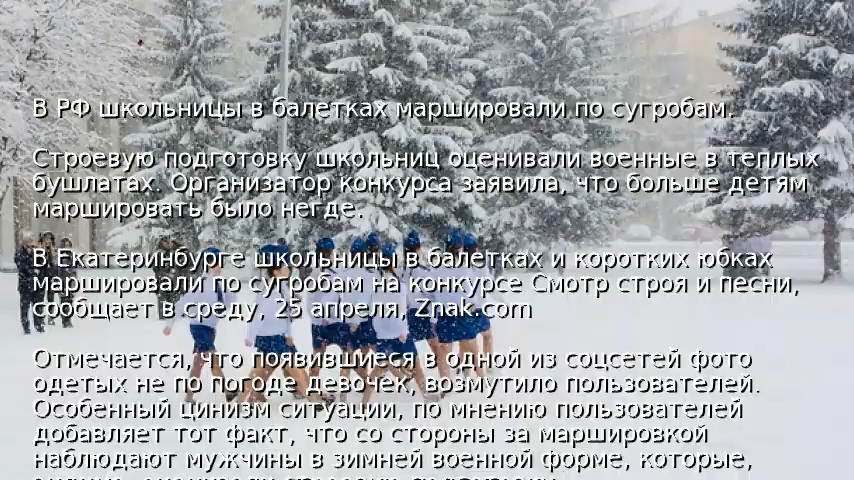 В РФ школьницы в балетках маршировали по сугробам.
Строевую подготовку школьниц оценивали военные в теплых
бушлатах. Организатор конкурса заявила, что больше детям
маршировать было негде.
В Екатеринбурге школьницы в балетках и коротких юбках
маршировали по сугробам на конкурсе Смотр строя и песни,
сообщает в среду, 25 апреля, Znak.com
Отмечается, что появившиеся в одной из соцсетей фото
одетых не по погоде девочек, возмутило пользователей.
Особенный цинизм ситуации, по мнению пользователей
добавляет тот факт, что со стороны за маршировкой
наблюдают мужчины в зимней военной форме, которые,